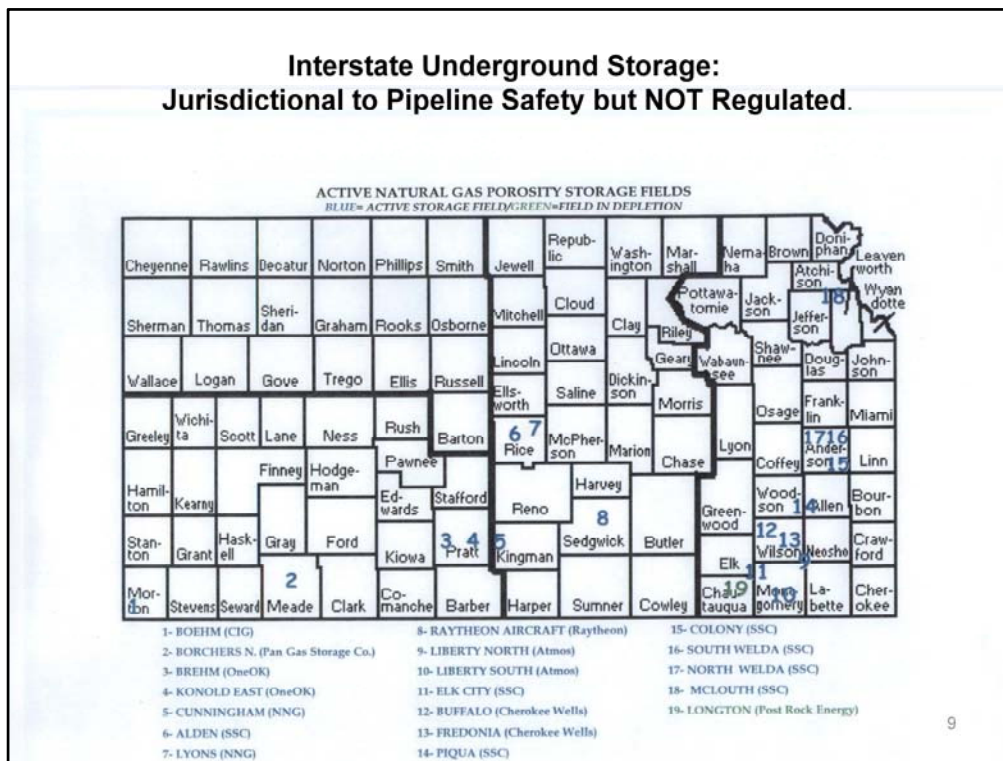 Interstate Underground Storage:
Jurisdictional to Pipeline Safety but NOT Regulated.
ACTIVE NATURAL GAS POROSITY STORAGE FIELDS
BLUE= ACTIVE STORAGE FIELD/GREEN=FIELD IN DEPLETION
Cheyenne Rawlins Decatur Norton Phillips Smith Jewell Repub-
lic Wash-
ington Mar-
shall Nema-
ha Brown Doni-
phan
Atchi-
son Leaven
worth
Sherman Thomas Sheri-
dan Graham Rooks Osborne Mitchell Cloud Clay Riley Pottawa-
tomie Jack-
son Jeffer-
son 18 Wyan
dotte
Wallace Logan Gove Trego Ellis Russell Lincoln Ottawa Geary Wabaun-
see Shaw-
nee Doug-
las John-
son
Ells-
worth Saline Dickin-
son Morris Osage Frank-
lin Miami
Greeley Wichi-
ta Scott Lane Ness Rush Barton 6 7
Rice McPher-
son Marion Chase Lyon Coffey 1716
Ander-
son 15 Linn
Hamil-
ton Kearny Finney Hodge-
man Pawnee Stafford Reno Harvey Green-
wood Wood-
son 14 Allen Bour-
bon
Ed-
wards
Stan-
ton Grant Hask-
ell Gray Ford Kiowa 3 4
Pratt 5
Kingman 8
Sedgwick Butler Elk 12
13
Wilson Neosho 9 Craw-
ford
Mor-
ton 1 Stevens Seward 2
Meade Clark Co-
manche Barber Harper Sumner Cowley 19
Chau-
tauqua 11
Mont-
gomery 10 La-
bette Cher-
okee
1- BOEHM (CIG)
2- BORCHERS N. (Pan Gas Storage Co.)
3- BREHM (OneOK)
4- KONOLD EAST (OneOK)
5- CUNNINGHAM (NNG)
6- ALDEN (SSC)
7- LYONS (NNG)
8- RAYTHEON AIRCRAFT (Raytheon)
9- LIBERTY NORTH (Atmos)
10- LIBERTY SOUTH (Atmos)
11- ELK CITY (SSC)
12- BUFFALO (Cherokee Wells)
13- FREDONIA (Cherokee Wells)
14- PIQUA (SSC)
15- COLONY (SSC)
16- SOUTH WELDA (SSC)
17- NORTH WELDA (SSC)
18- MCLOUTH (SSC)
19- LONGTON (Post Rock Energy)
9